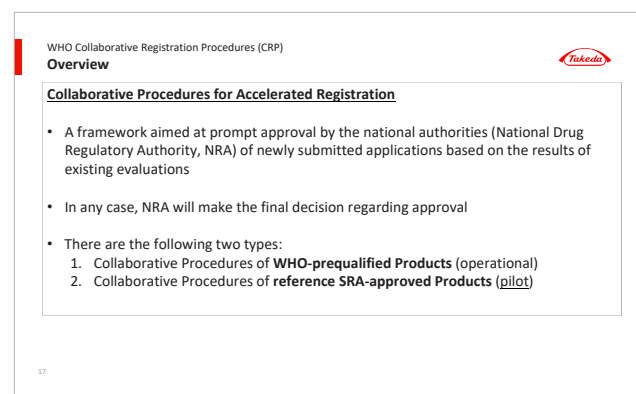 WHO Collaborative Registration Procedures (CRP)
Overview
Takeda
Collaborative Procedures for Accelerated Registration
• A framework aimed at prompt approval by the national authorities (National Drug
Regulatory Authority, NRA) of newly submitted applications based on the results of
existing evaluations
• In any case, NRA will make the final decision regarding approval
• There are the following two types:
1. Collaborative Procedures of WHO-prequalified Products (operational)
2. Collaborative Procedures of reference SRA-approved Products (pilot)
17